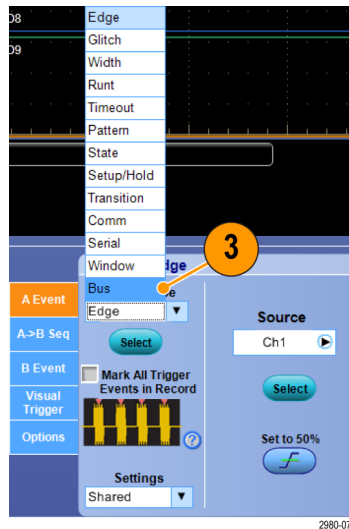 D8
D9
Edge
Glitch
Width
Runt
Timeout
Pattern
State
Setup/Hold
Transition
Comm
Serial
Window
Bus
3
dge
e
Edge
Select
A Event
A->B Seq
B Event
Visual
Trigger
Options
Mark All Trigger
Events in Record
Settings
Shared
Source
Ch1
Select
Set to 50%
2980-07